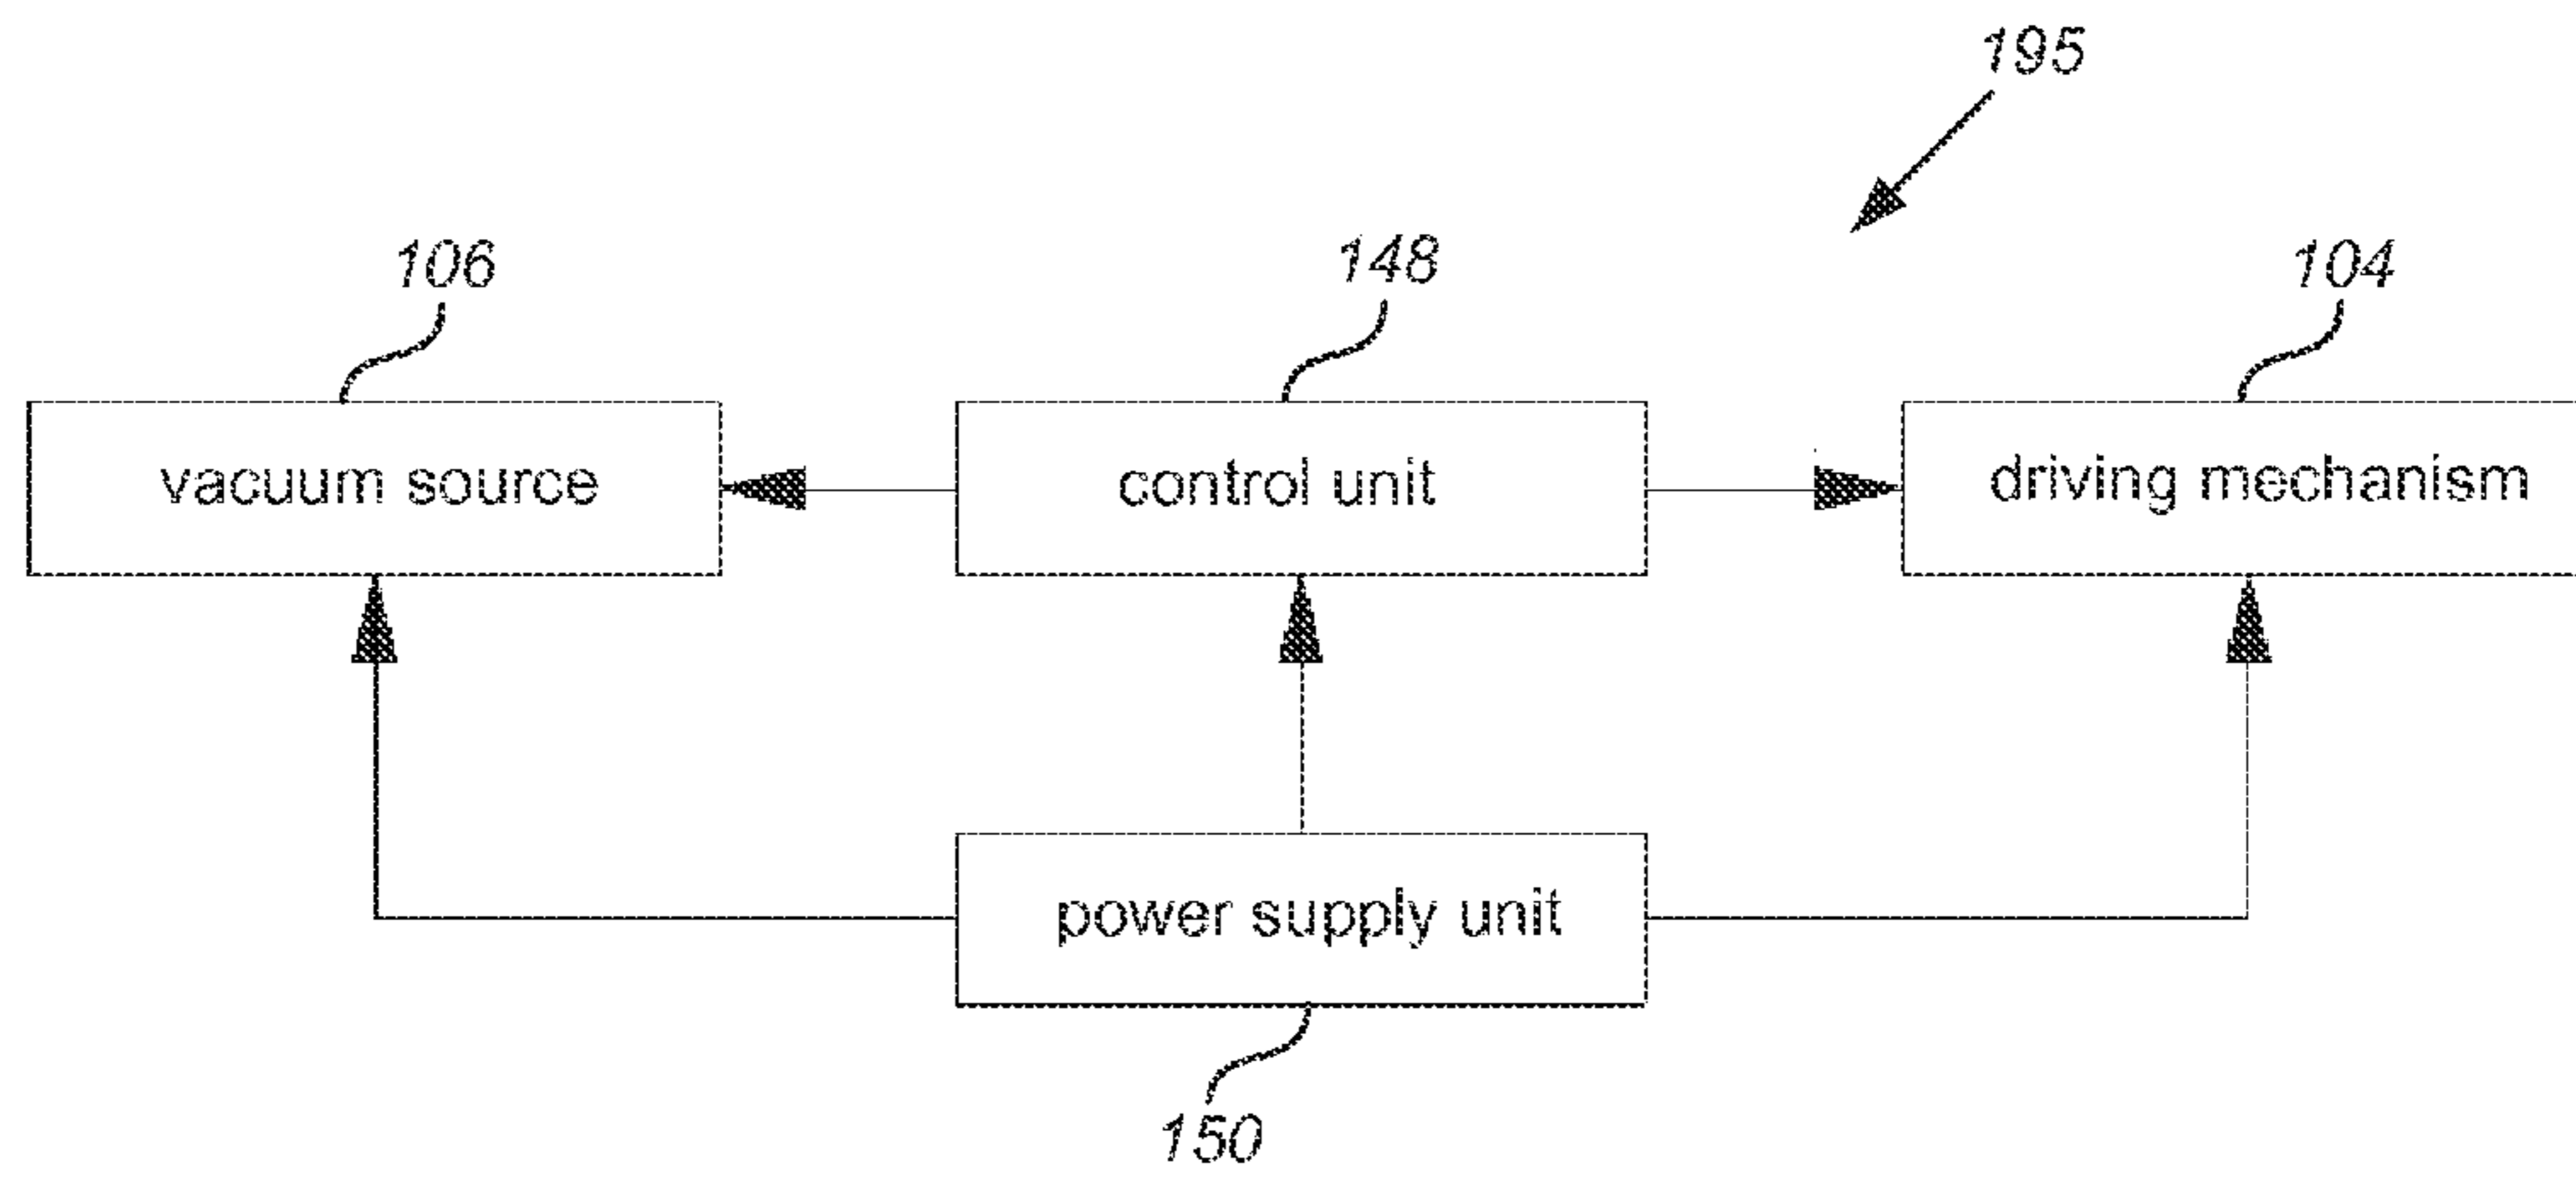 195
106
148
104
vacuum source
control unit
driving mechanism
power supply unit
150